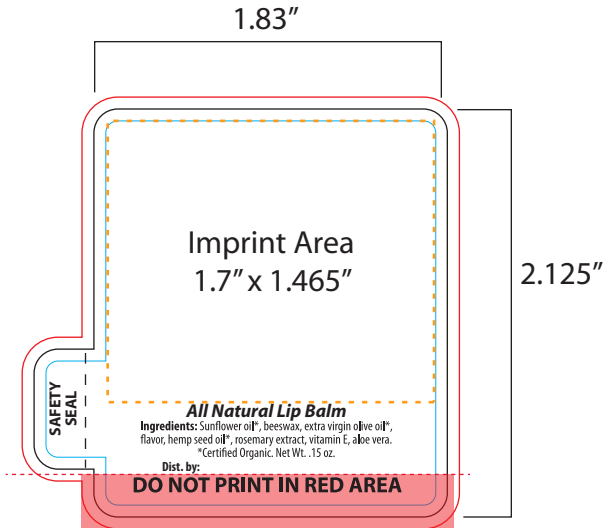 1.83”
Imprint Area
1.7” x 1.465”
2.125”
SAFETY
SEAL
All Natural Lip Balm
Ingredients: Sunflower oil*, beeswax, extra virgin olive oil*,
flavor, hemp seed oil*, rosemary extract, vitamin E, aloe vera.
*Certified Organic. Net Wt. .15 oz.
Dist. by:
DO NOT PRINT IN RED AREA